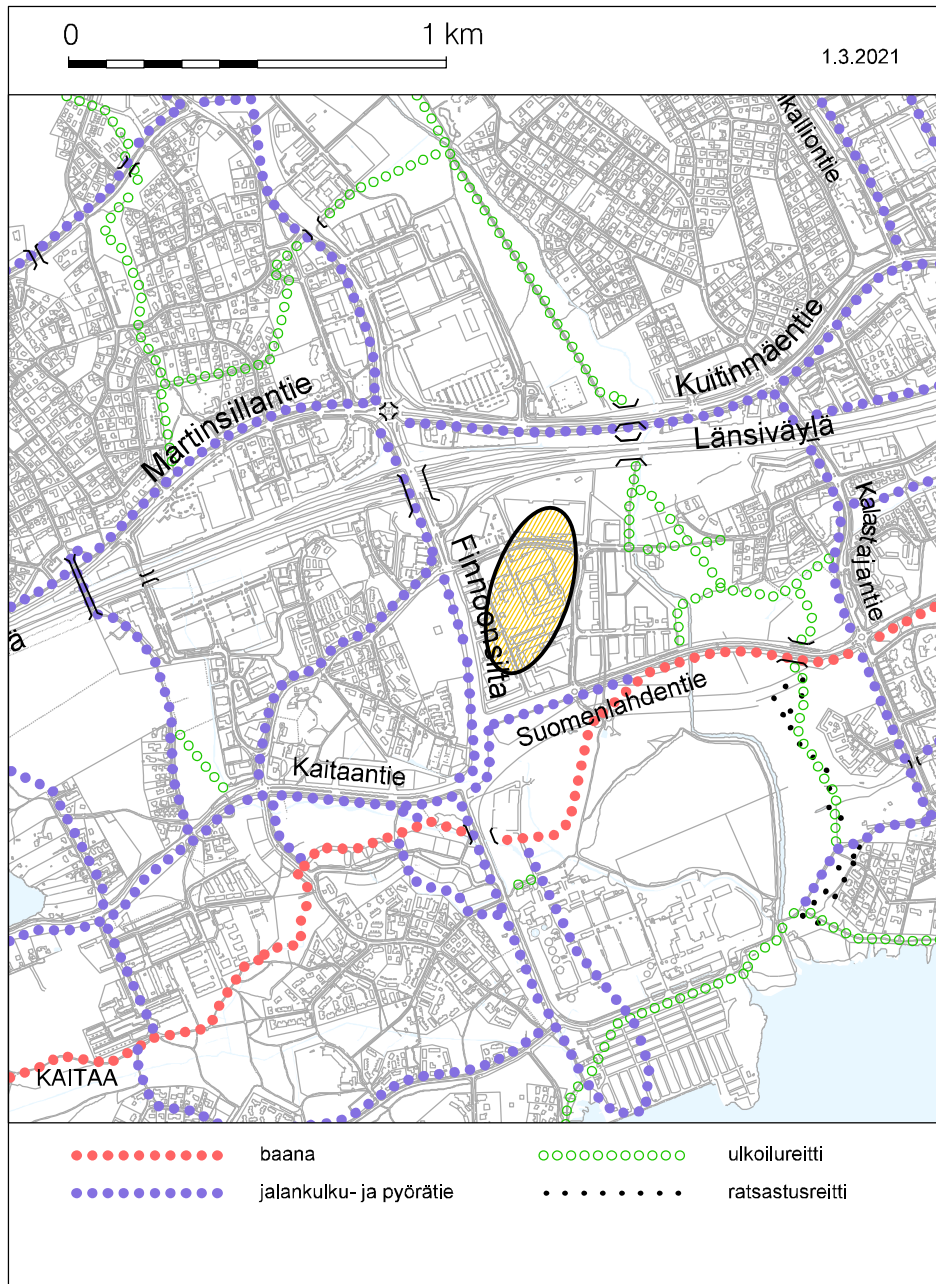 0 1 km
1.3.2021
kalliontie
Kuitinmäentie
Martinsillantie
Länsiväylä
Kalastajantie
Finnoonsilta
Suomenlahdentie
Kaitaantie
KAITAA
baana
ulkoilureitti
jalankulku- ja pyörätie
ratsastusreitti